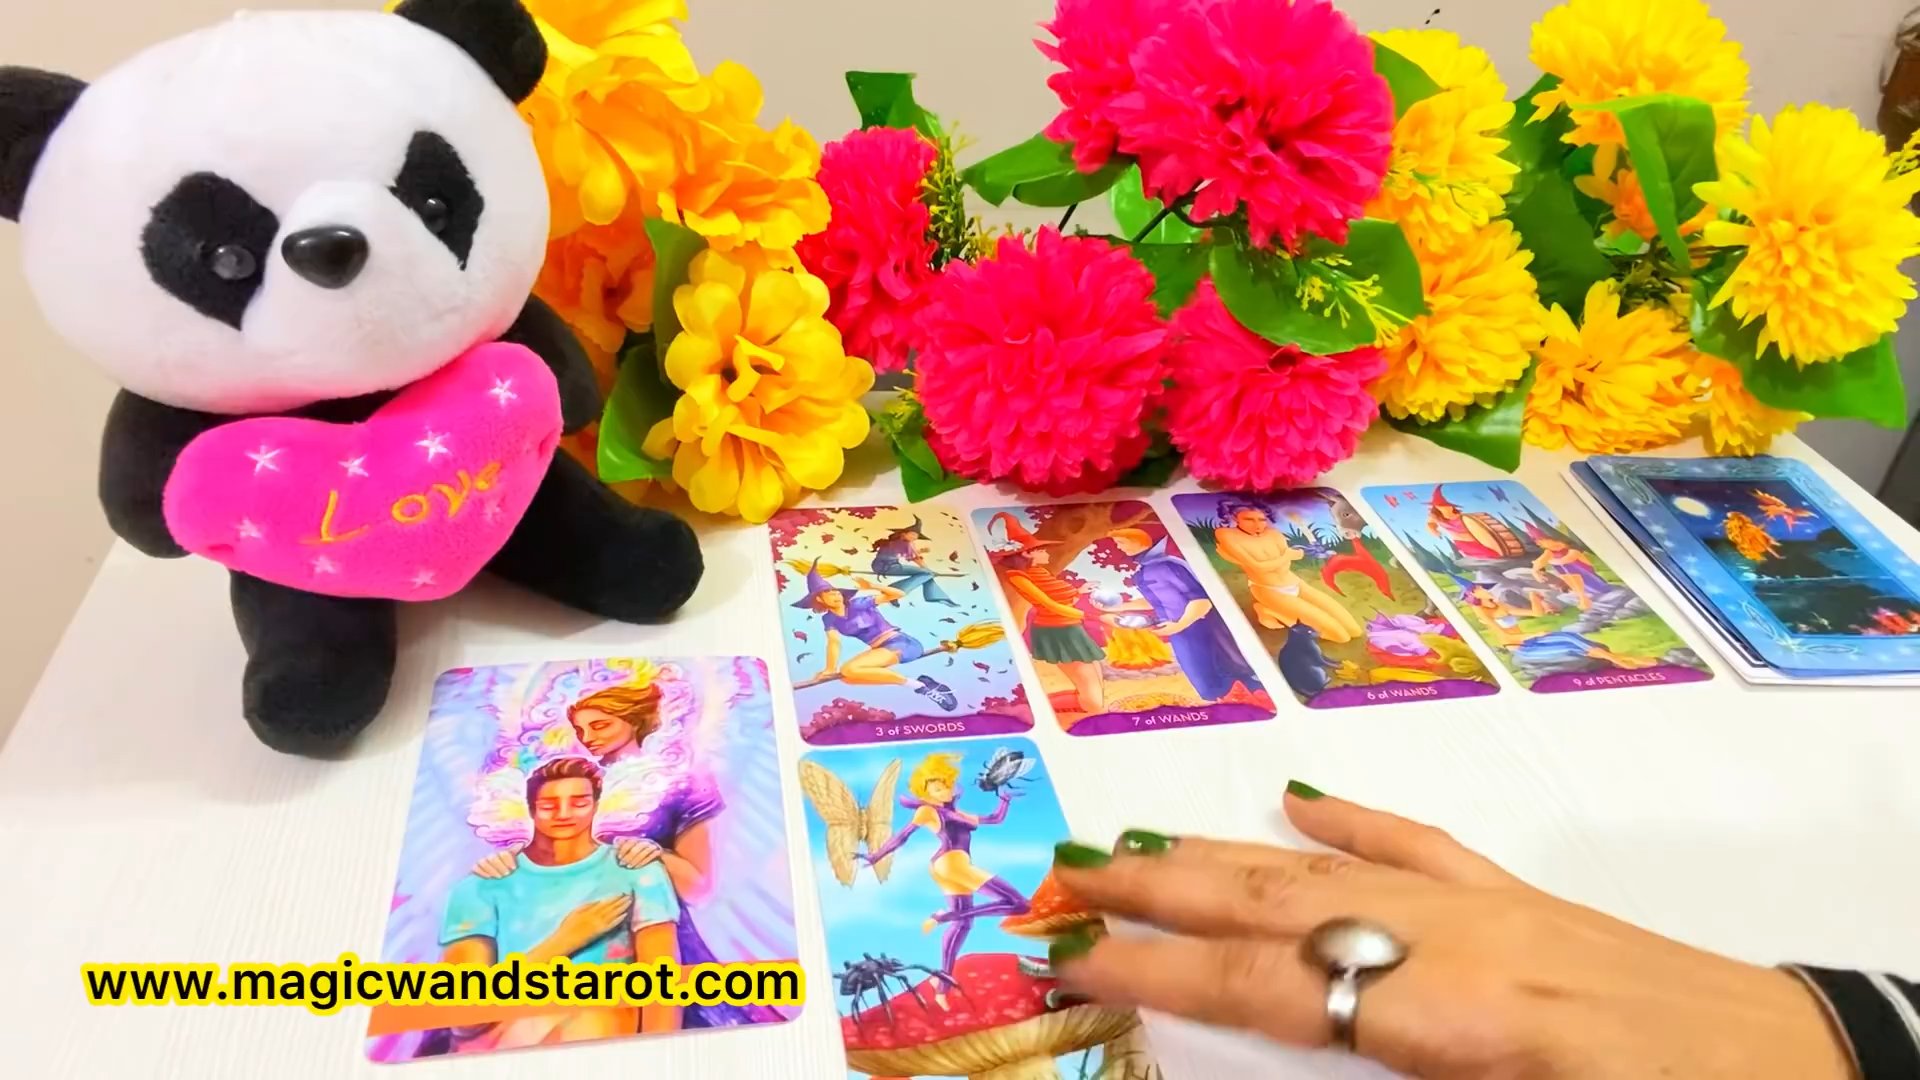 Love
3 of SWORDS
7 of WANDS
6 of WANDS
9 of PENTACLES
www.magicwandstarot.com